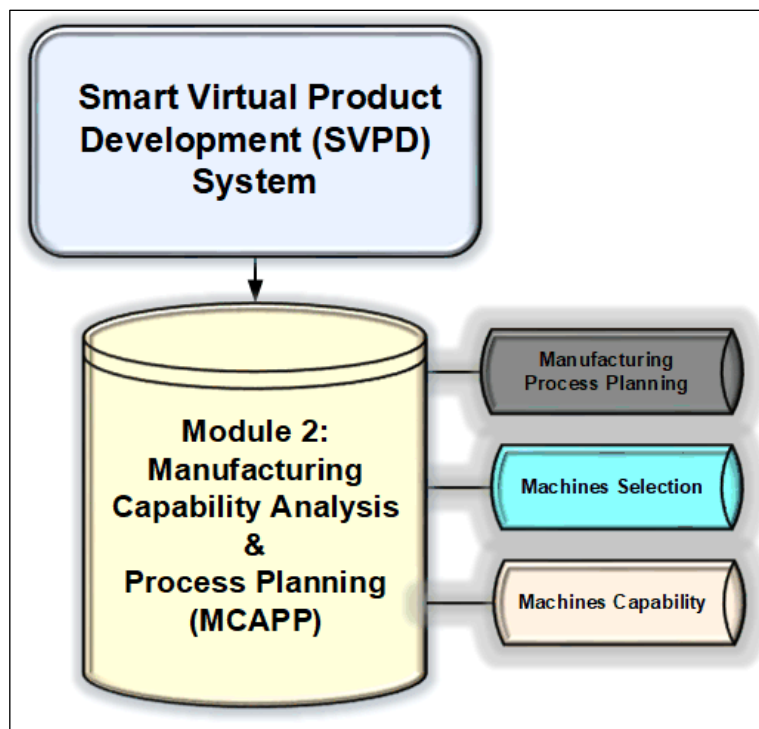 Smart Virtual Product
Development (SVPD)
System
Module 2:
Manufacturing
Capability Analysis
&
Process Planning
(MCAPP)
Manufacturing
Process Planning
Machines Selection
Machines Capability